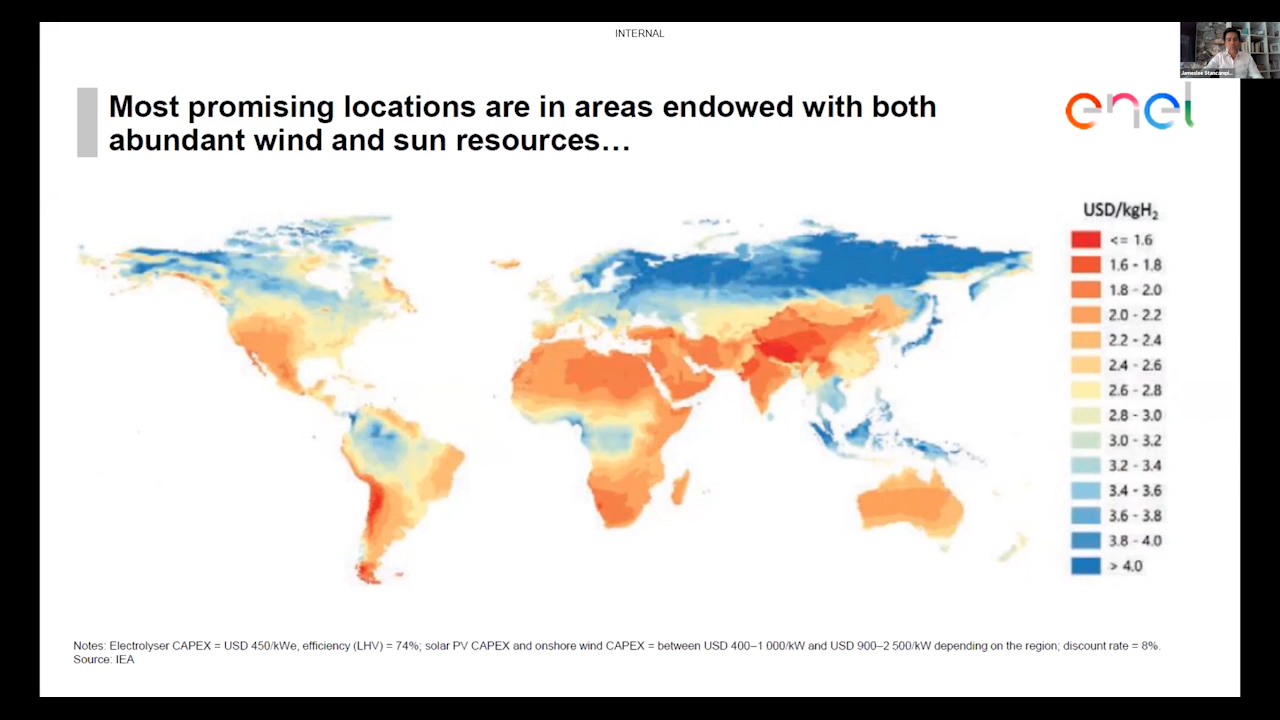 INTERNAL
Most promising locations are in areas endowed with both
abundant wind and sun resources…
enel
USD/kgH₂
<= 1.6
1.6 - 1.8
1.8 - 2.0
2.0 - 2.2
2.2 - 2.4
2.4 - 2.6
2.6 - 2.8
2.8 - 3.0
3.0 - 3.2
3.2 - 3.4
3.4 - 3.6
3.6 - 3.8
3.8 - 4.0
> 4.0
Notes: Electrolyser CAPEX = USD 450/kWe, efficiency (LHV) = 74%; solar PV CAPEX and onshore wind CAPEX = between USD 400–1 000/kW and USD 900–2 500/kW depending on the region; discount rate = 8%.
Source: IEA